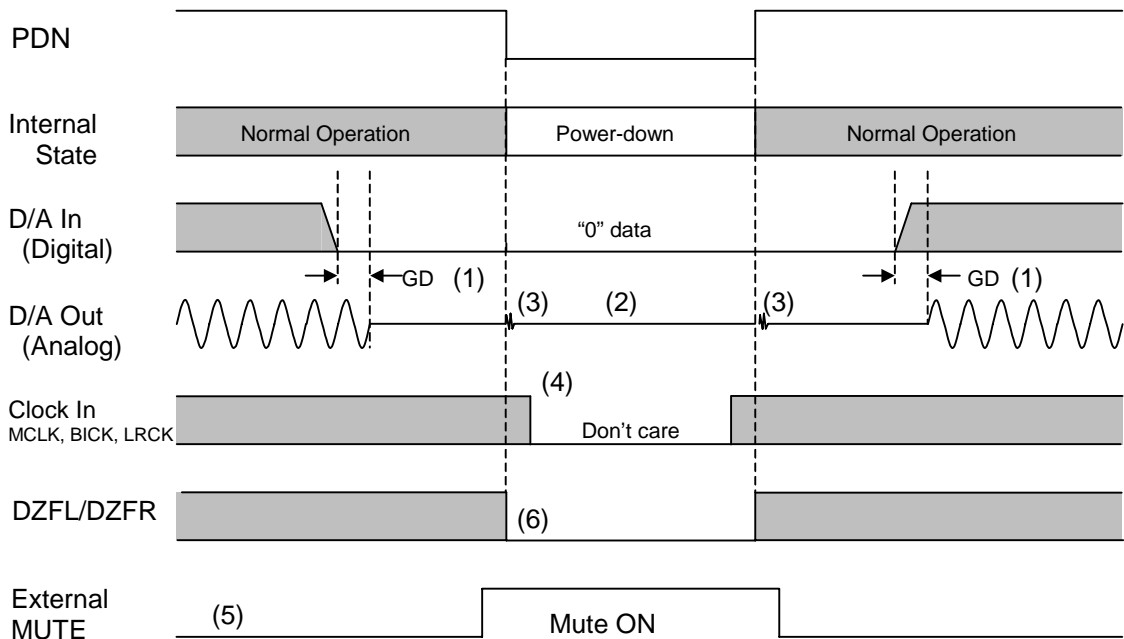 PDN
Internal
State
Normal Operation
Power-down
Normal Operation
D/A In
(Digital)
“0” data
GD (1)
GD (1)
D/A Out
(Analog)
(3)
(2)
(3)
Clock In
MCLK, BICK, LRCK
(4)
Don’t care
DZFL/DZFR
(6)
External
MUTE
(5)
Mute ON